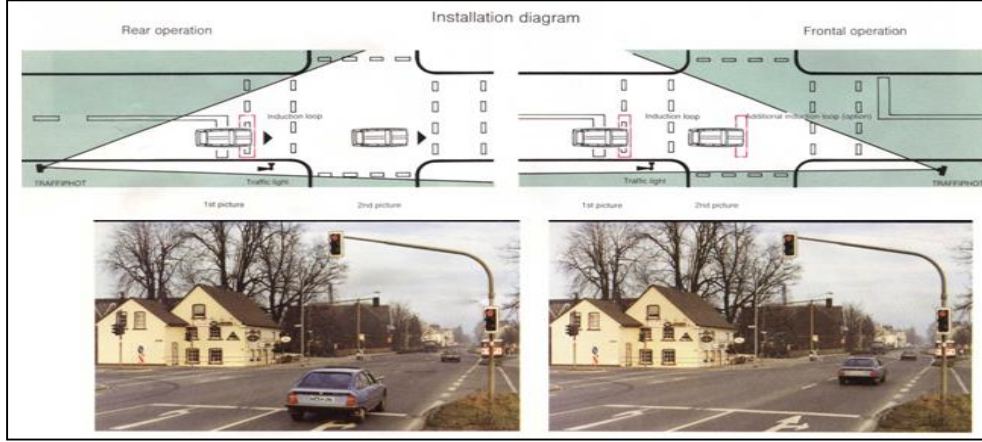 Installation diagram
Rear operation
Frontal operation
Induction loop
Induction loop
Additional induction loop (option)
TRAFFIPHOT
Traffic light
Traffic light
TRAFFIPHOT
1st picture
2nd picture
1st picture
2nd picture